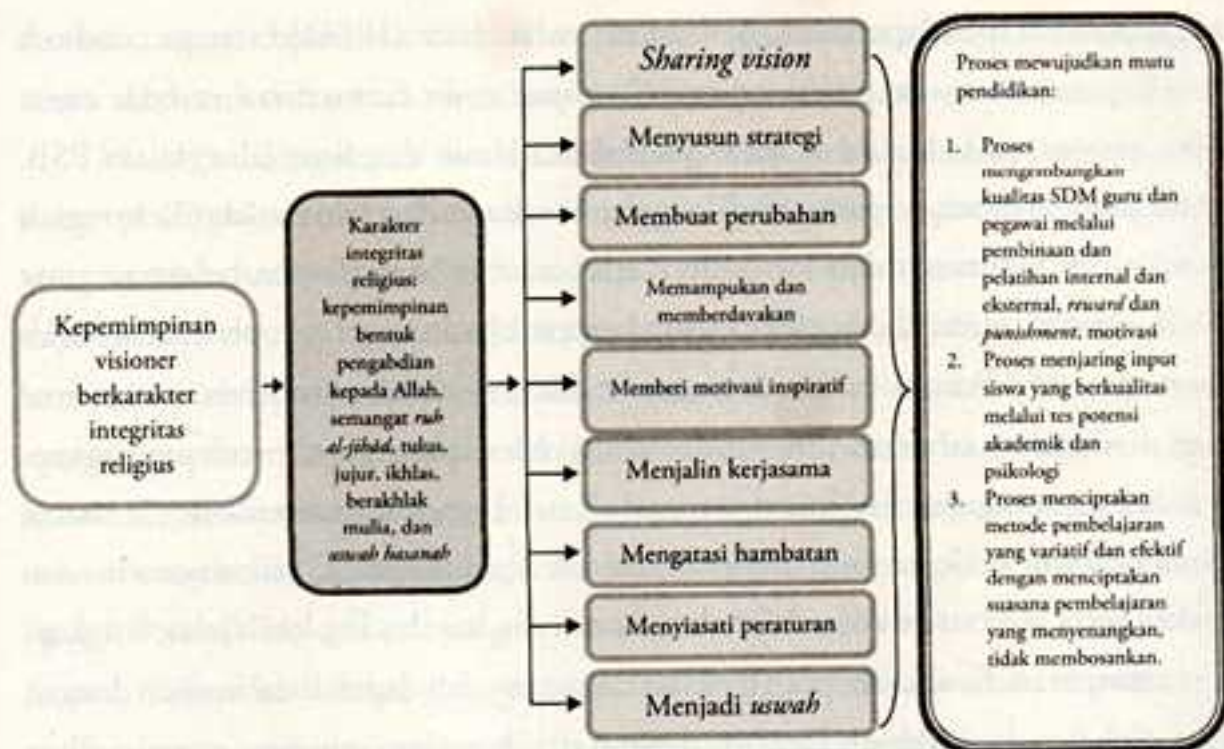 Kepemimpinan
visioner
berkarakter
integritas
religius
Karakter
integritas
religius:
kepemimpinan
bentuk
pengabdian
kepada Allah,
semangat ruh
al-jihād, tulus,
jujur, ikhlas,
berakhlak
mulia, dan
uswah hasanah
Sharing vision
Menyusun strategi
Membuat perubahan
Memampukan dan
memberdayakan
Memberi motivasi inspiratif
Menjalin kerjasama
Mengatasi hambatan
Menyiasati peraturan
Menjadi uswah
Proses mewujudkan mutu
pendidikan:
1. Proses
mengembangkan
kualitas SDM guru dan
pegawai melalui
pembinaan dan
pelatihan internal dan
eksternal, reward dan
punishment, motivasi
2. Proses menjaring input
siswa yang berkualitas
melalui tes potensi
akademik dan
psikologi
3. Proses menciptakan
metode pembelajaran
yang variatif dan efektif
dengan menciptakan
suasana pembelajaran
yang menyenangkan,
tidak membosankan.